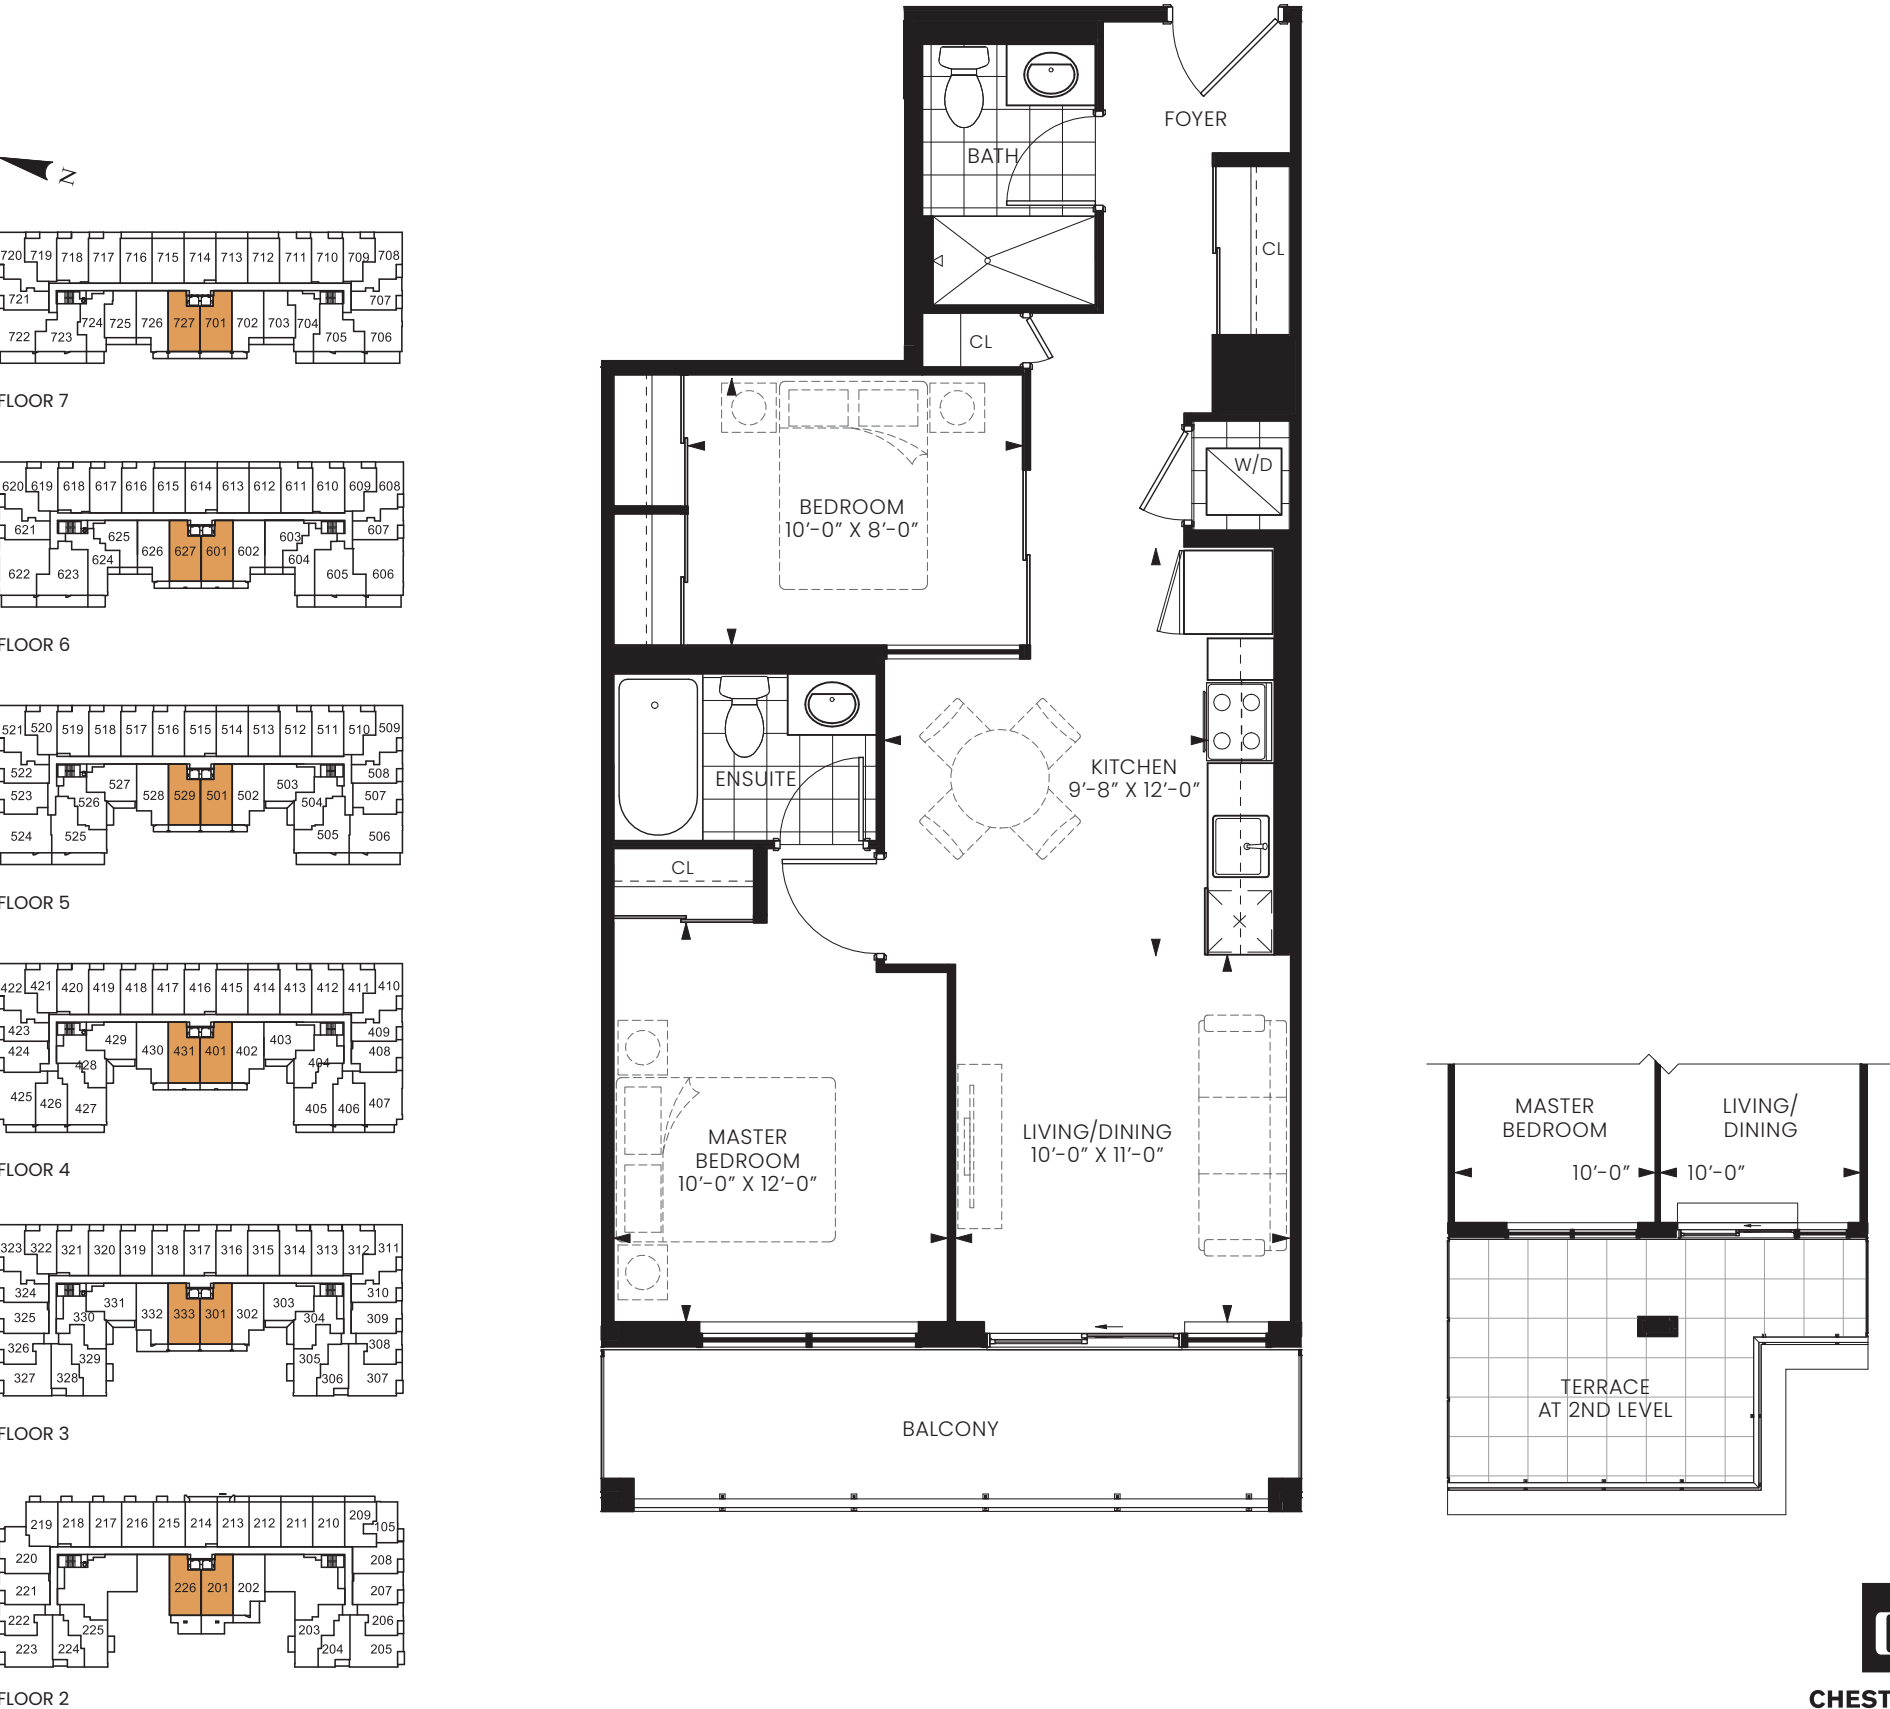 N
720 719 718 717 716 715 714 713 712 711 710 709 708
721 707
722 723 724 725 726 727 701 702 703 704 705 706
FLOOR 7
620 619 618 617 616 615 614 613 612 611 610 609 608
621 607
622 623 624 625 626 627 601 602 603 604 605 606
FLOOR 6
521 520 519 518 517 516 515 514 513 512 511 510 509
522 508
523 507
524 525 526 527 528 529 501 502 503 504 505 506
FLOOR 5
422 421 420 419 418 417 416 415 414 413 412 411 410
423 409
424 428 429 430 431 401 402 403 404 408
425 426 427 405 406 407
FLOOR 4
323 322 321 320 319 318 317 316 315 314 313 312 311
324 310
325 330 331 332 333 301 302 303 304 309
326 329 305 308
327 328 306 307
FLOOR 3
219 218 217 216 215 214 213 212 211 210 209 105
220 208
221 226 201 202 207
222 225 203 206
223 224 204 205
FLOOR 2
FOYER
BATH
CL
CL
W/D
BEDROOM
10'-0" X 8'-0"
ENSUITE
KITCHEN
9'-8" X 12'-0"
CL
MASTER
BEDROOM
10'-0" X 12'-0"
LIVING/DINING
10'-0" X 11'-0"
BALCONY
MASTER
BEDROOM
10'-0"
LIVING/
DINING
10'-0"
TERRACE
AT 2ND LEVEL
CHEST